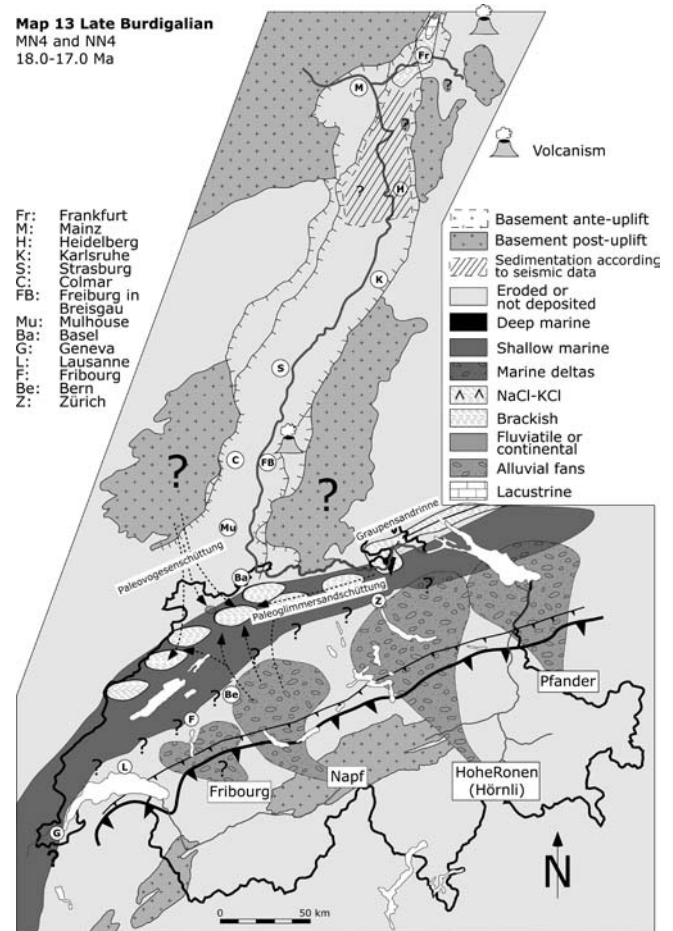 Map 13 Late Burdigalian
MN4 and NN4
18.0-17.0 Ma
Fr: Frankfurt
M: Mainz
H: Heidelberg
K: Karlsruhe
S: Strasburg
C: Colmar
FB: Freiburg in
Breisgau
Mu: Mulhouse
Ba: Basel
G: Geneva
L: Lausanne
F: Fribourg
Be: Bern
Z: Zürich
Volcanism
Basement ante-uplift
Basement post-uplift
Sedimentation according
to seismic data
Eroded or
not deposited
Deep marine
Shallow marine
Marine deltas
NaCl-KCl
Brackish
Fluviatile or
continental
Alluvial fans
Lacustrine
Fr
M
?
?
?
H
K
S
C
FB
?
?
Mu
Graupensandrinne
Paleovogesenschüttung
Ba
Paleoglimmersandschüttung
?
Z
?
?
?
Be
?
?
F
?
?
?
?
L
G
?
Pfander
Fribourg
Napf
HoheRonen
(Hörnli)
N
0 50 km